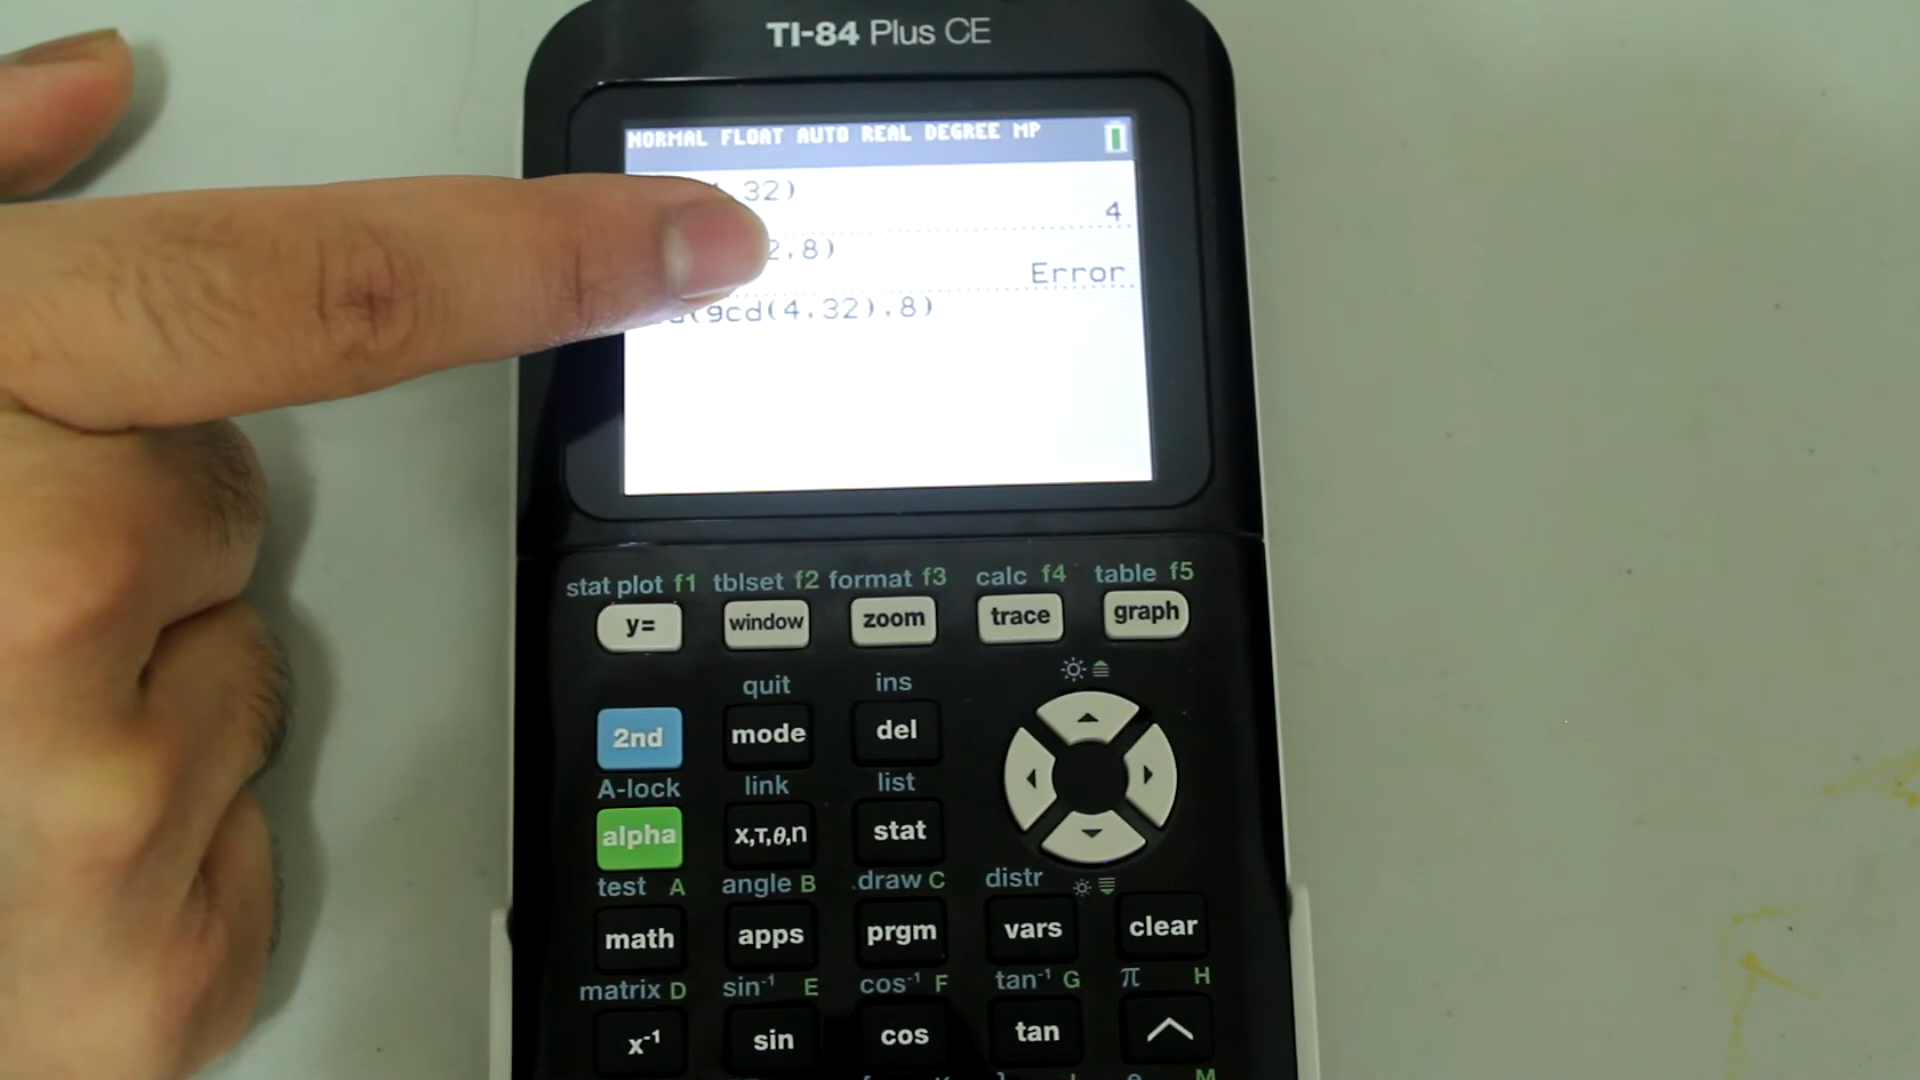 TI-84 Plus CE
NORMAL FLOAT AUTO REAL DEGREE MP
4,32)
4
2,8)
Error
(gcd(4,32),8)
stat plot f1 tblset f2 format f3 calc f4 table f5
y= window zoom trace graph
quit ins
2nd mode del
A-lock link list
alpha X,T,θ,n stat
test A angle B draw C distr
math apps prgm vars clear
matrix D sin-1 E cos-1 F tan-1 G π H
x-1 sin cos tan ^
M